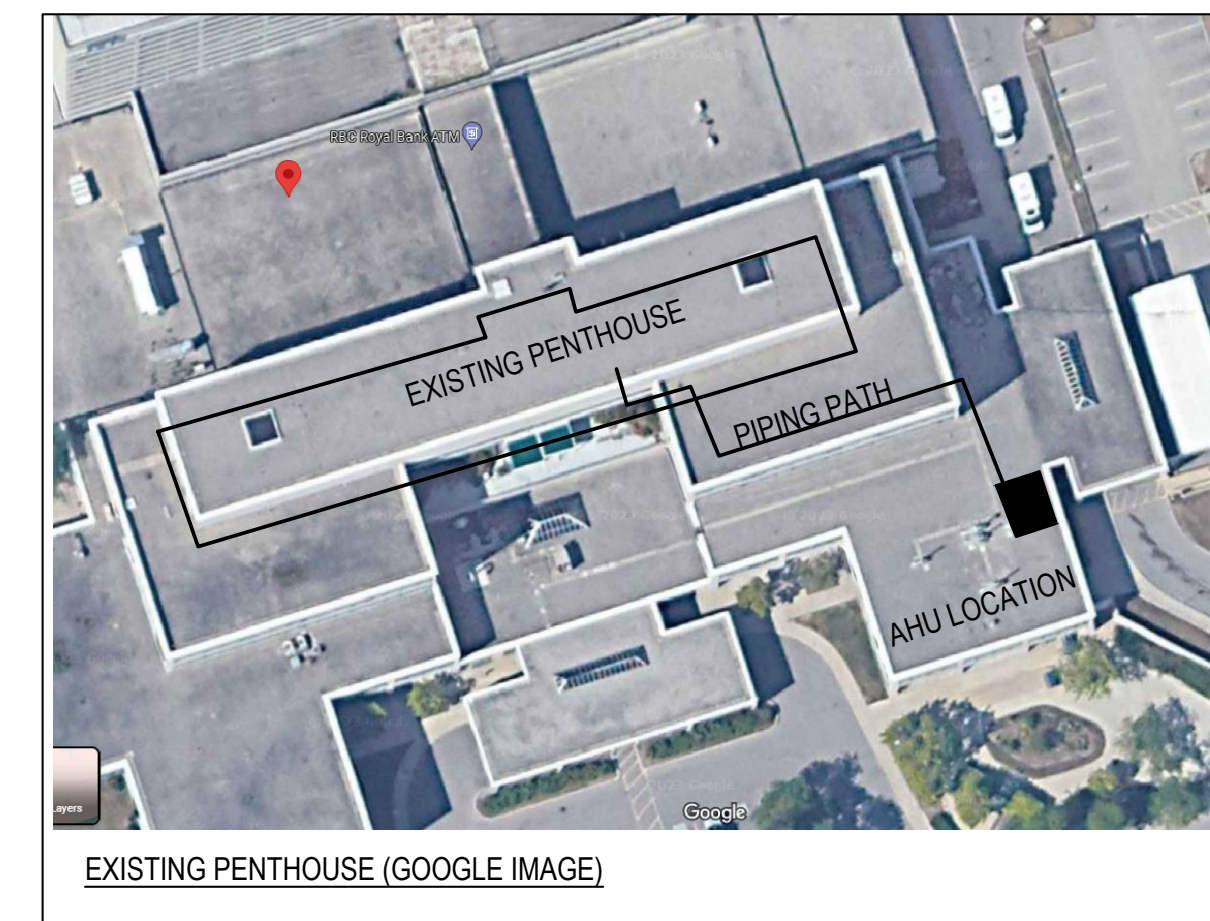 RBC Royal Bank ATM
EXISTING PENTHOUSE
PIPING PATH
AHU LOCATION
Layers
Google
EXISTING PENTHOUSE (GOOGLE IMAGE)